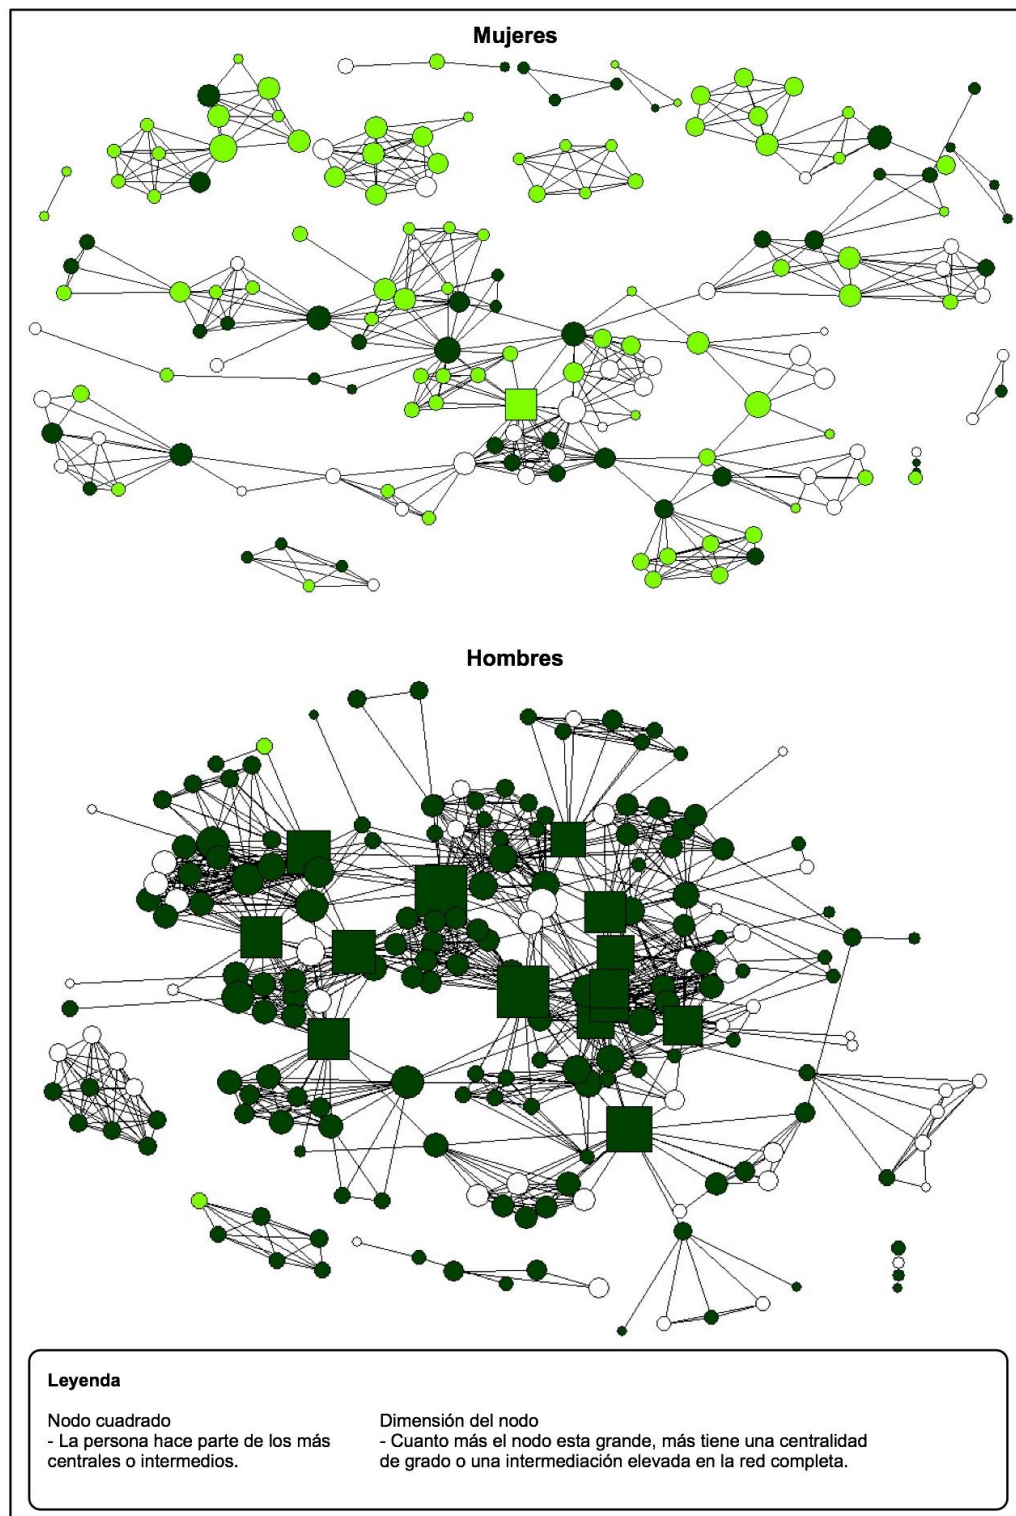 Mujeres
Hombres
Leyenda
Nodo cuadrado
- La persona hace parte de los más
centrales o intermedios.
Dimensión del nodo
- Cuanto más el nodo esta grande, más tiene una centralidad
de grado o una intermediación elevada en la red completa.